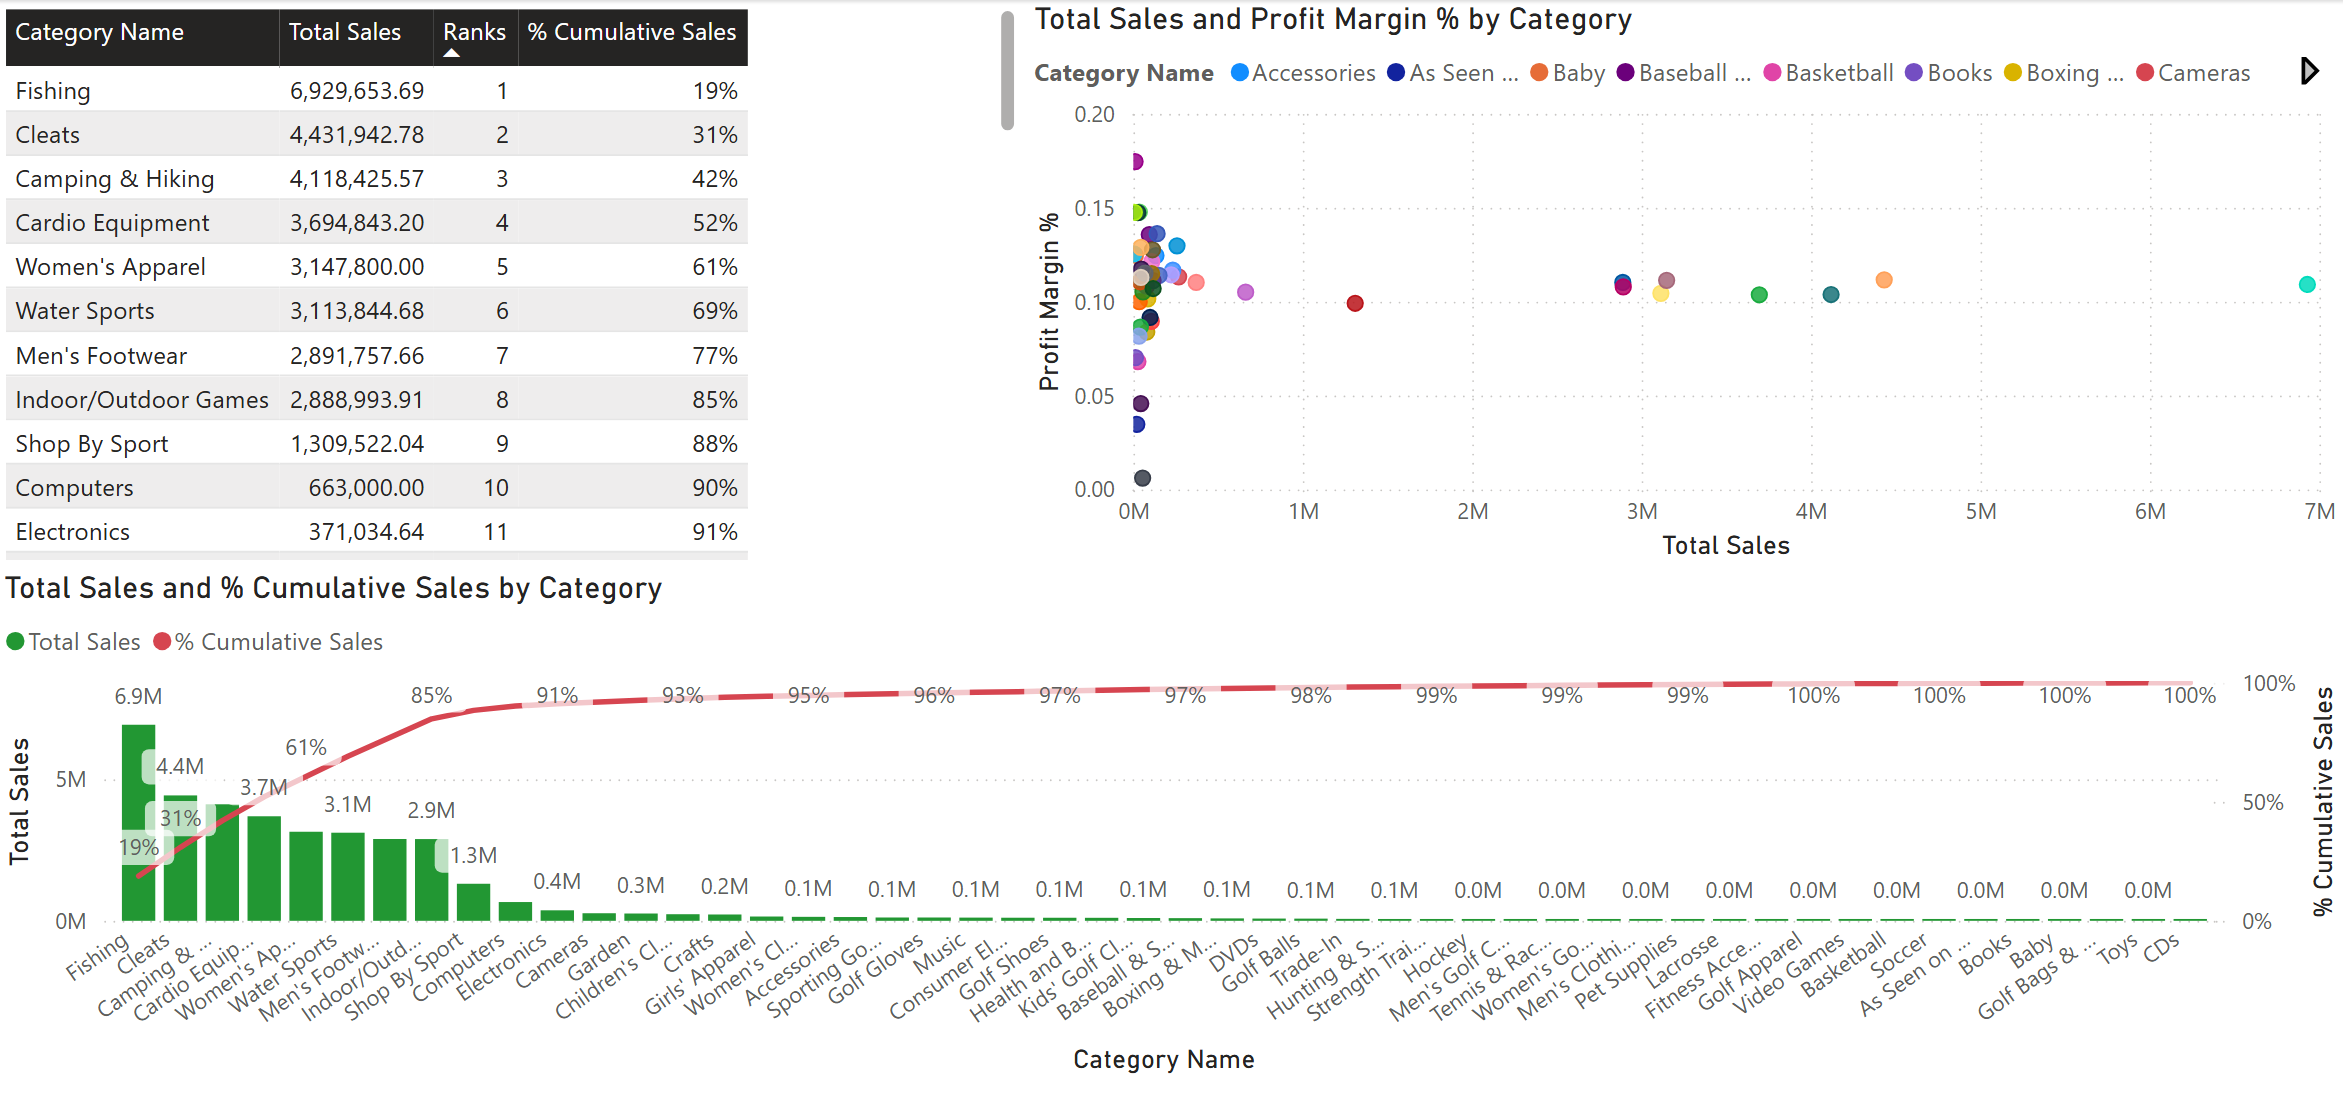 Category Name Total Sales Ranks % Cumulative Sales
Fishing 6,929,653.69 1 19%
Cleats 4,431,942.78 2 31%
Camping & Hiking 4,118,425.57 3 42%
Cardio Equipment 3,694,843.20 4 52%
Women's Apparel 3,147,800.00 5 61%
Water Sports 3,113,844.68 6 69%
Men's Footwear 2,891,757.66 7 77%
Indoor/Outdoor Games 2,888,993.91 8 85%
Shop By Sport 1,309,522.04 9 88%
Computers 663,000.00 10 90%
Electronics 371,034.64 11 91%
Total Sales and Profit Margin % by Category
Category Name Accessories As Seen ... Baby Baseball ... Basketball Books Boxing ... Cameras
Profit Margin %
0.20
0.15
0.10
0.05
0.00
0M 1M 2M 3M 4M 5M 6M 7M
Total Sales
Total Sales and % Cumulative Sales by Category
Total Sales % Cumulative Sales
Total Sales
5M
0M
6.9M 4.4M 3.7M 3.1M 2.9M 1.3M 0.4M 0.3M 0.2M 0.1M 0.1M 0.1M 0.1M 0.1M 0.1M 0.1M 0.1M 0.0M 0.0M 0.0M 0.0M 0.0M 0.0M 0.0M 0.0M 0.0M
19% 31% 61% 85% 91% 93% 95% 96% 97% 97% 98% 99% 99% 99% 100% 100% 100% 100%
100%
50%
0%
% Cumulative Sales
Fishing
Cleats
Camping & ...
Cardio Equip...
Women's Ap...
Water Sports
Men's Footw...
Indoor/Outd...
Shop By Sport
Computers
Electronics
Cameras
Garden
Children's Cl...
Crafts
Girls' Apparel
Women's Cl...
Accessories
Sporting Go...
Golf Gloves
Music
Consumer El...
Golf Shoes
Health and B...
Kids' Golf Cl...
Baseball & S...
Boxing & M...
DVDs
Golf Balls
Trade-In
Hunting & S...
Strength Trai...
Hockey
Men's Golf C...
Tennis & Rac...
Women's Go...
Men's Clothi...
Pet Supplies
Lacrosse
Fitness Acce...
Golf Apparel
Video Games
Basketball
Soccer
As Seen on ...
Books
Baby
Golf Bags & ...
Toys
CDs
Category Name